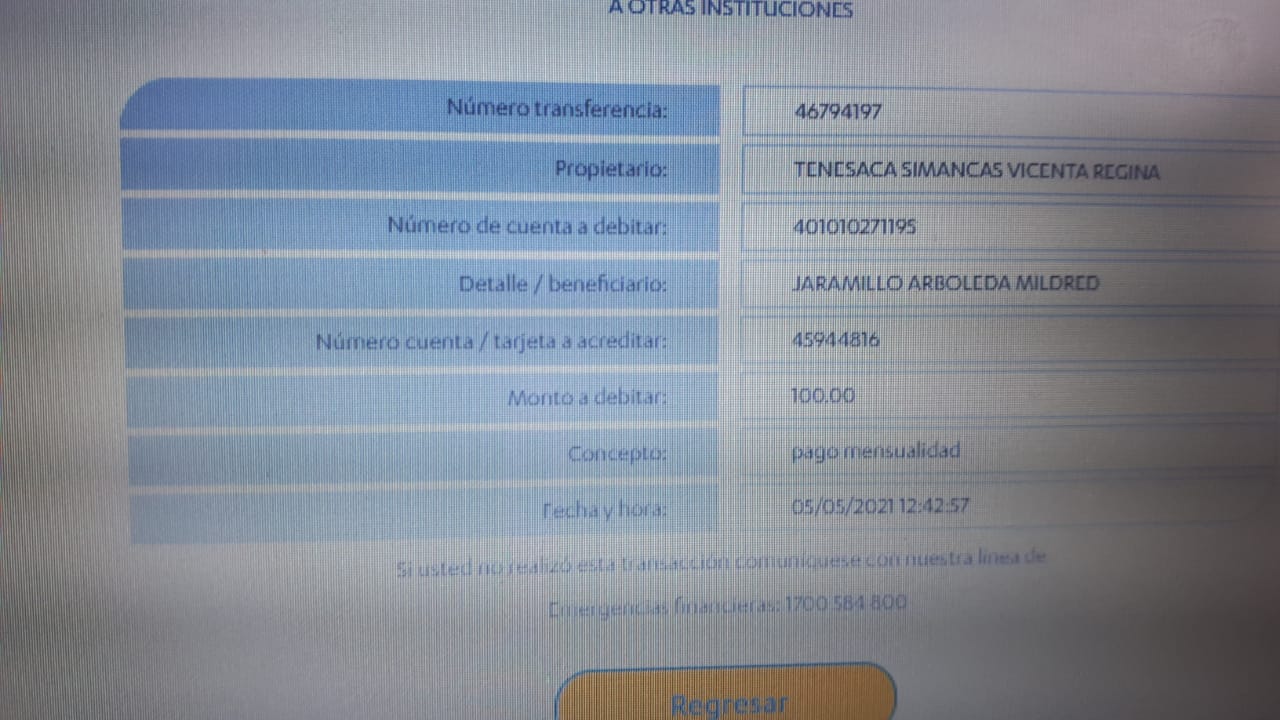 A OTRAS INSTITUCIONES
Número transferencia: 46794197
Propietario: TENESACA SIMANCAS VICENTA REGINA
Número de cuenta a debitar: 401010271195
Detalle / beneficiario: JARAMILLO ARBOLEDA MILDRED
Número cuenta / tarjeta a acreditar: 45944816
Monto a debitar: 100.00
Concepto: pago mensualidad
Fecha y hora: 05/05/2021 12:42:57
Si usted no realizó esta transacción comuníquese con nuestra linea de
Emergencias financieras: 1700 584 800
Regresar